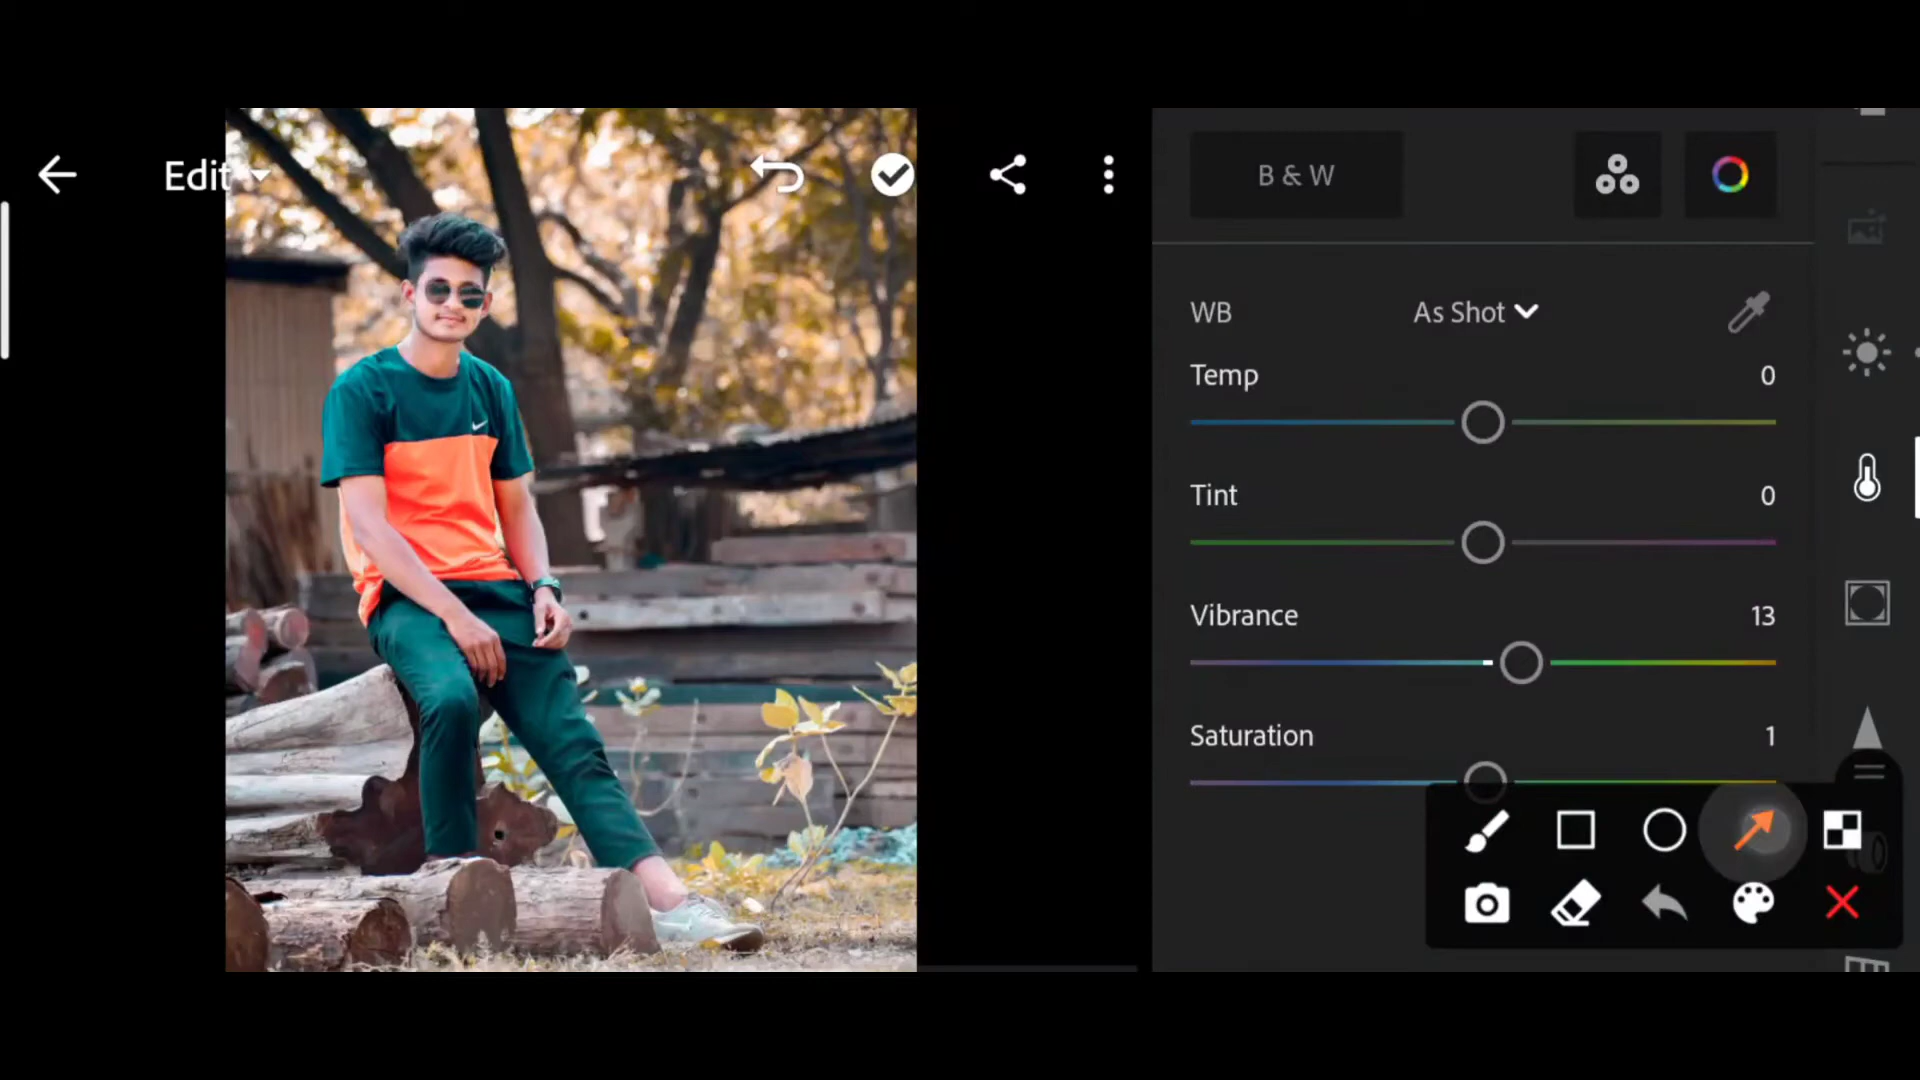 Edit
B & W
WB As Shot
Temp 0
Tint 0
Vibrance 13
Saturation 1